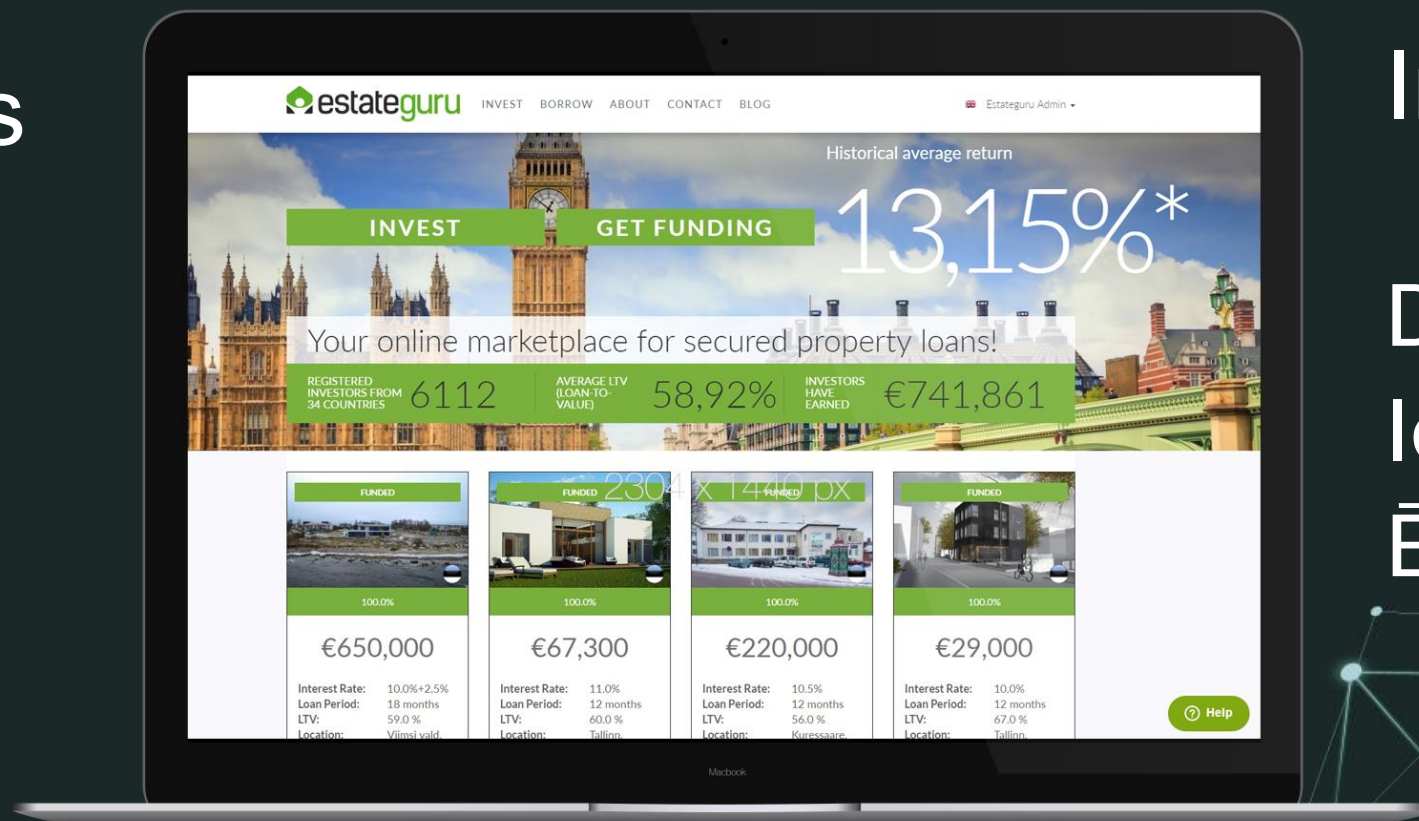 s
estateguru INVEST BORROW ABOUT CONTACT BLOG Estateguru Admin
Historical average return
13,15%*
INVEST GET FUNDING
Your online marketplace for secured property loans!
REGISTERED
INVESTORS FROM
34 COUNTRIES
6112
AVERAGE LTV
(LOAN-TO-
VALUE)
58,92%
INVESTORS
HAVE
EARNED
€741,861
2304 x 1440 px
FUNDED
100.0%
€650,000
Interest Rate: 10.0%+2.5%
Loan Period: 18 months
LTV: 59.0 %
Location: Viimsi vald,
FUNDED
100.0%
€67,300
Interest Rate: 11.0%
Loan Period: 12 months
LTV: 60.0 %
Location: Tallinn,
FUNDED
100.0%
€220,000
Interest Rate: 10.5%
Loan Period: 12 months
LTV: 56.0 %
Location: Kuressaare,
FUNDED
100.0%
€29,000
Interest Rate: 10.0%
Loan Period: 12 months
LTV: 67.0 %
Location: Tallinn,
Help
Macbook